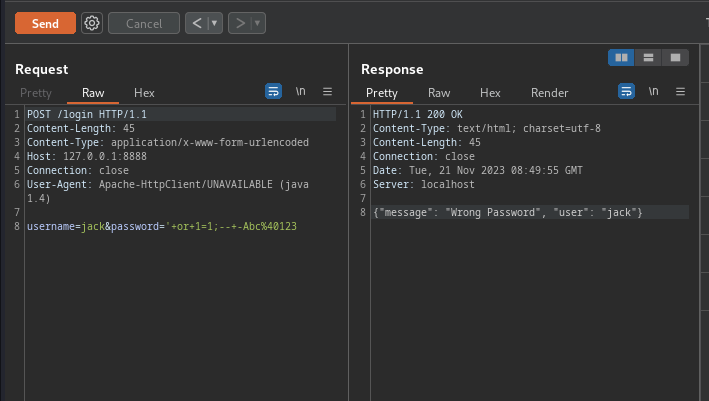 Send Cancel < ▼ > ▼
Request
Pretty Raw Hex \n
1 POST /login HTTP/1.1
2 Content-Length: 45
3 Content-Type: application/x-www-form-urlencoded
4 Host: 127.0.0.1:8888
5 Connection: close
6 User-Agent: Apache-HttpClient/UNAVAILABLE (java
1.4)
7
8 username=jack&password='+or+1=1;--+-Abc%40123
Response
Pretty Raw Hex Render \n
1 HTTP/1.1 200 OK
2 Content-Type: text/html; charset=utf-8
3 Content-Length: 45
4 Connection: close
5 Date: Tue, 21 Nov 2023 08:49:55 GMT
6 Server: localhost
7
8 {"message": "Wrong Password", "user": "jack"}